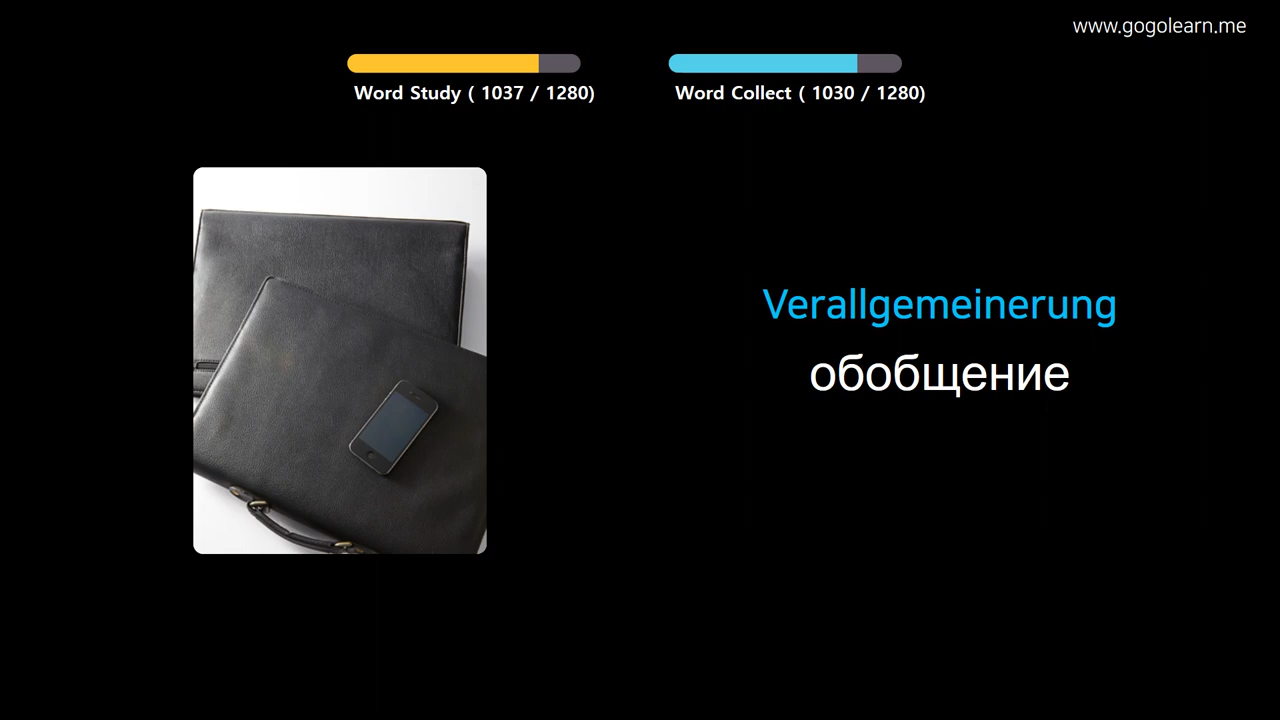 www.gogolearn.me
Word Study ( 1037 / 1280)
Word Collect ( 1030 / 1280)
Verallgemeinerung
обобщение